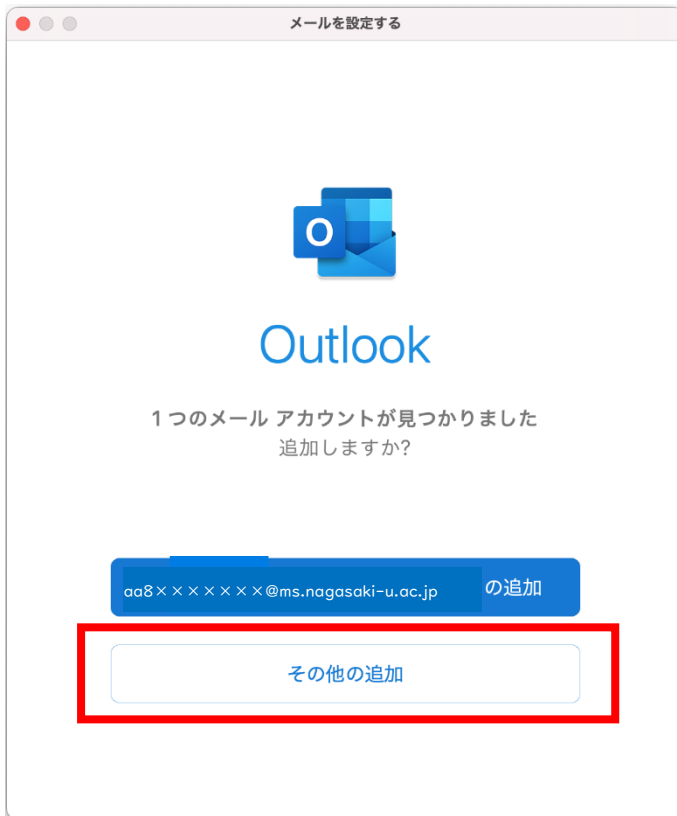 メールを設定する
O
Outlook
1 つのメール アカウントが見つかりました
追加しますか?
aa8×××××××@ms.nagasaki-u.ac.jp の追加
その他の追加